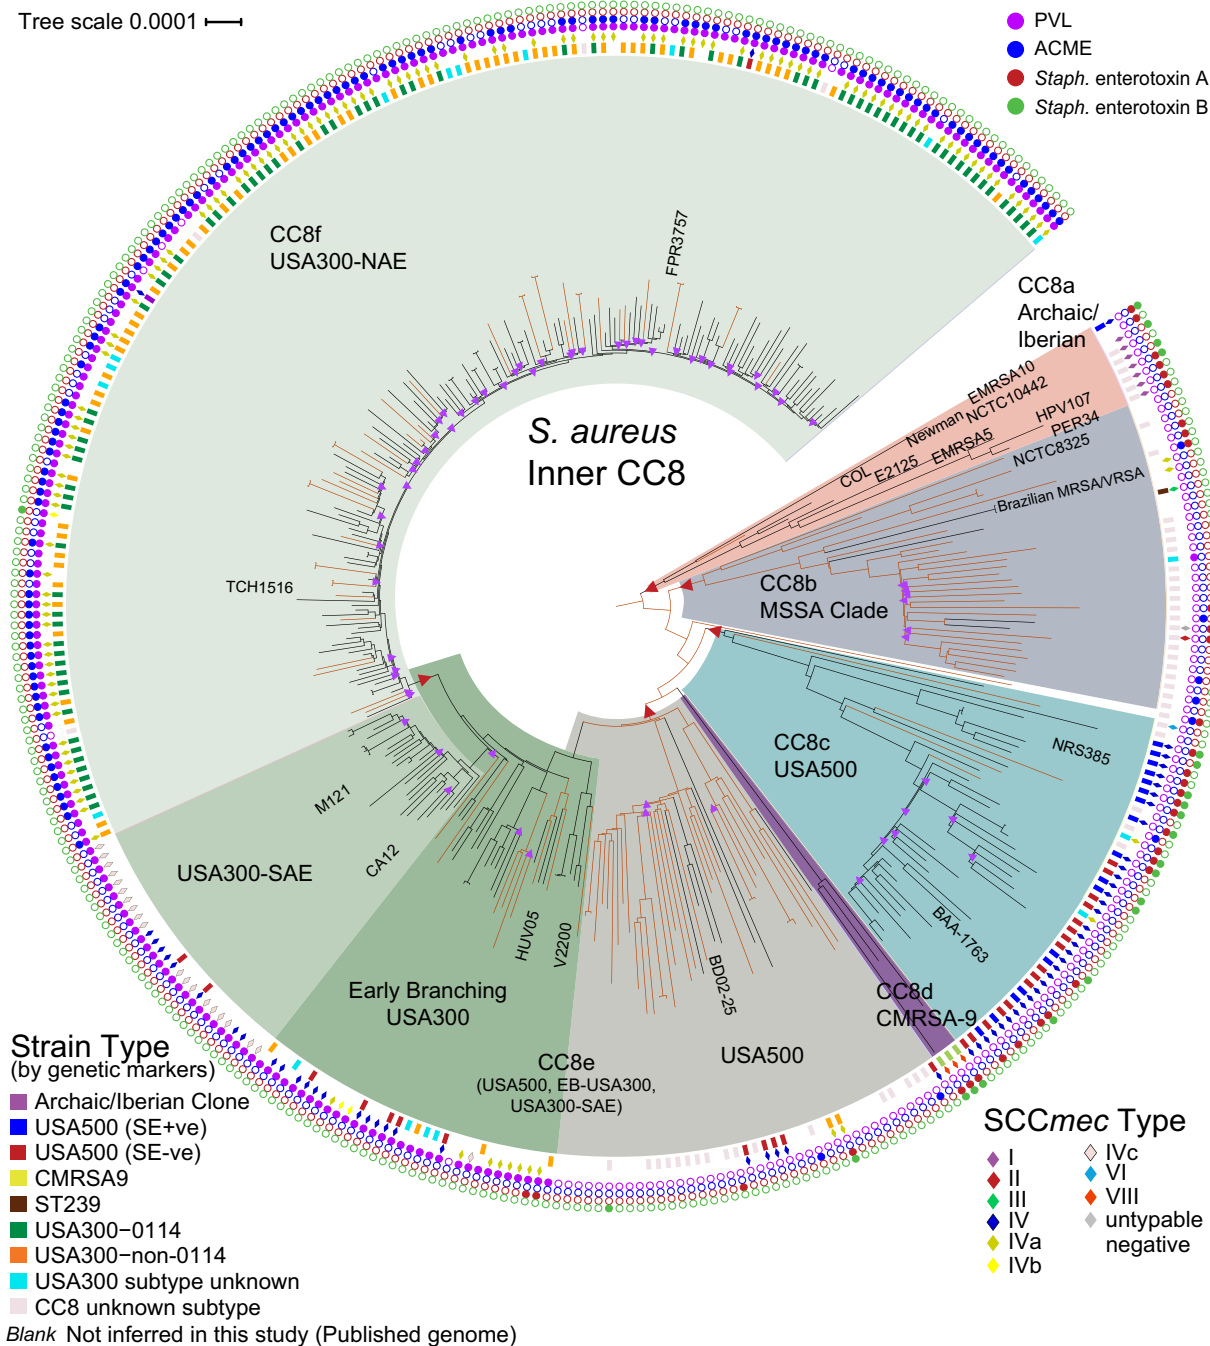 Tree scale 0.0001
PVL
ACME
Staph. enterotoxin A
Staph. enterotoxin B
CC8f
USA300-NAE
FPR3757
CC8a
Archaic/
Iberian
EMRSA10
NCTC10442
Newman
HPV107
PER34
EMRSA5
E2125
COL
NCTC8325
Brazilian MRSA/VRSA
S. aureus
Inner CC8
TCH1516
CC8b
MSSA Clade
CC8c
USA500
NRS385
M121
CA12
USA300-SAE
HUV05
V2200
BD02-25
BAA-1763
Early Branching
USA300
CC8d
CMRSA-9
USA500
CC8e
(USA500, EB-USA300,
USA300-SAE)
Strain Type
(by genetic markers)
Archaic/Iberian Clone
USA500 (SE+ve)
USA500 (SE-ve)
CMRSA9
ST239
USA300−0114
USA300−non-0114
USA300 subtype unknown
CC8 unknown subtype
Blank Not inferred in this study (Published genome)
SCCmec Type
I
II
III
IV
IVa
IVb
IVc
VI
VIII
untypable
negative